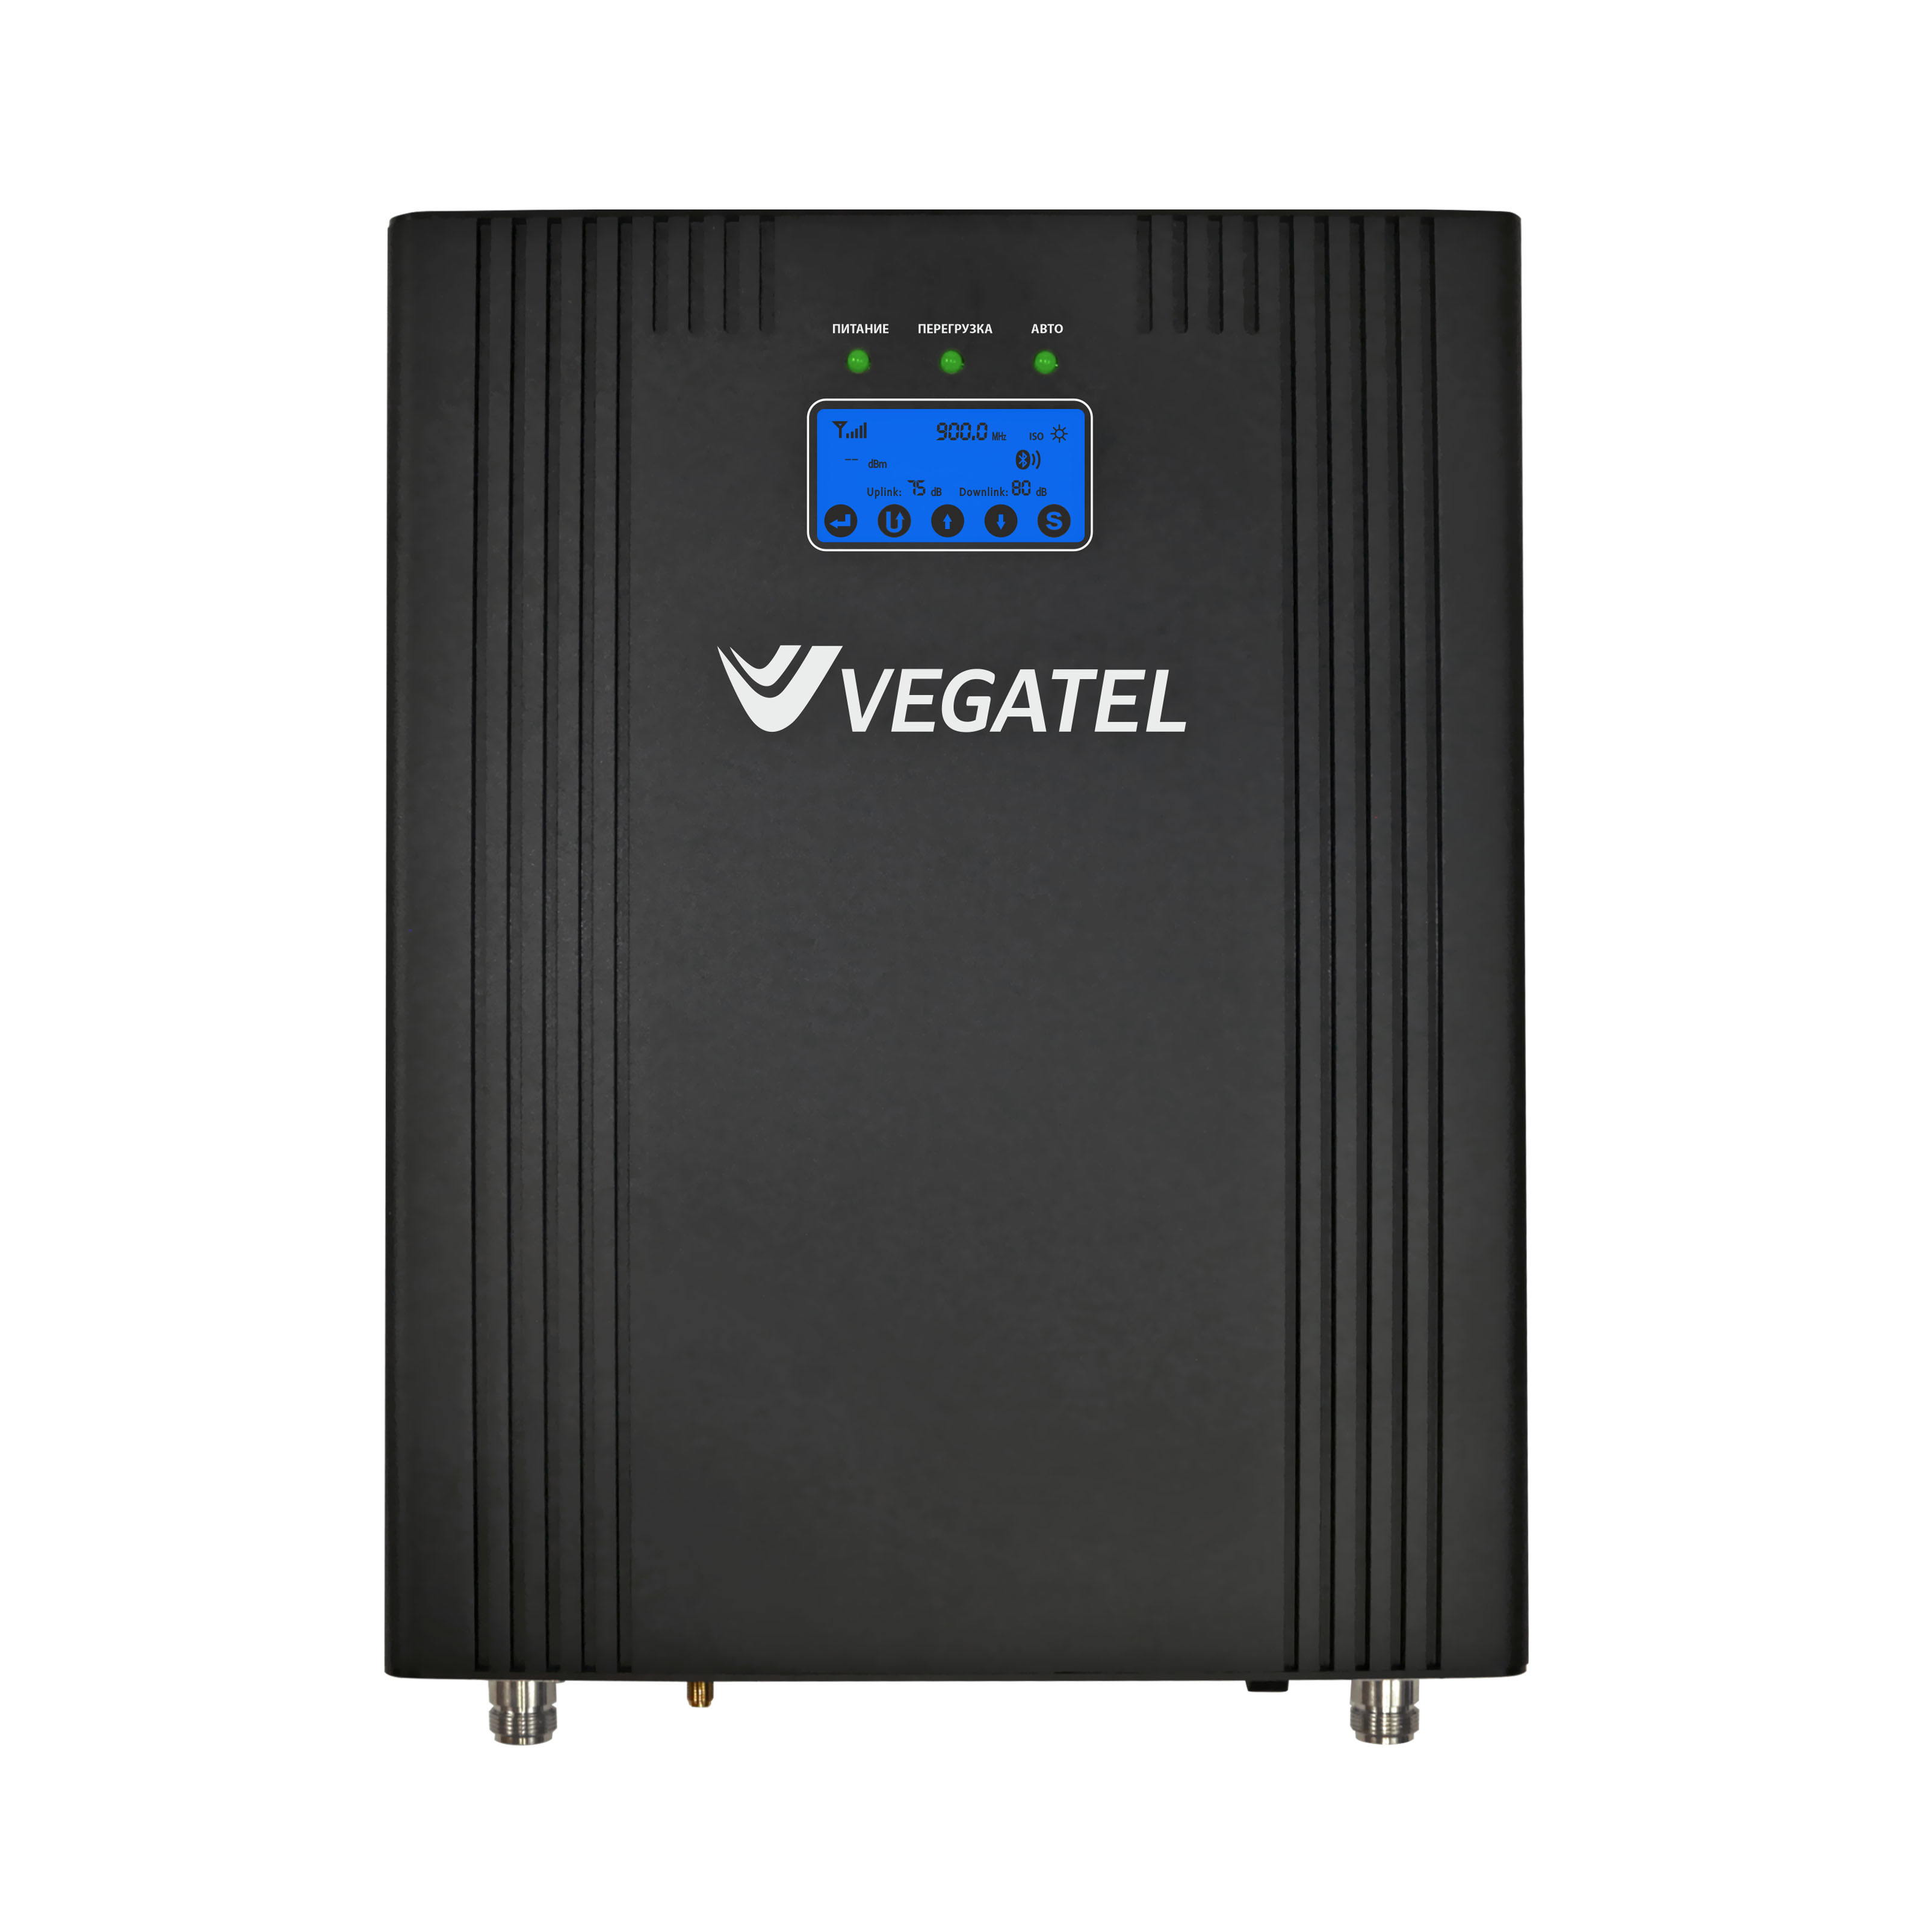 ПИТАНИЕ ПЕРЕГРУЗКА АВТО
900.0 MHz ISO
-- dBm
Uplink: 75 dB Downlink: 80 dB
S
VEGATEL